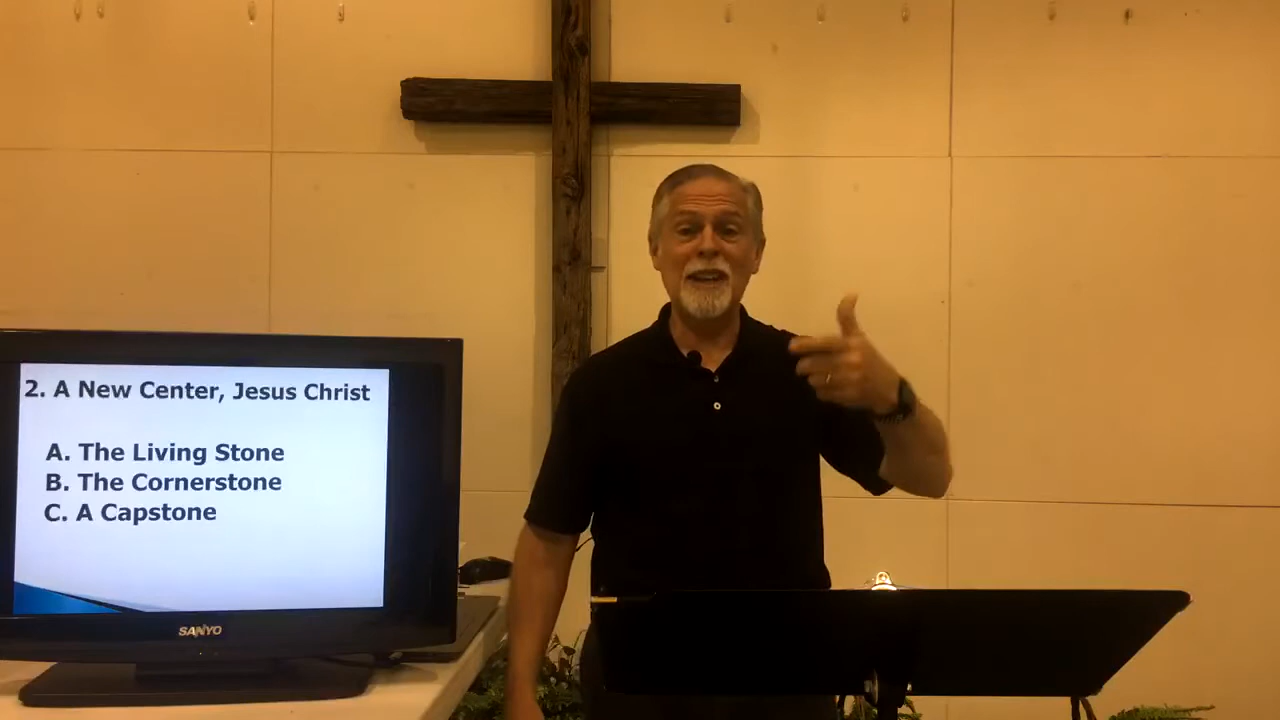 2. A New Center, Jesus Christ
A. The Living Stone
B. The Cornerstone
C. A Capstone
SANYO